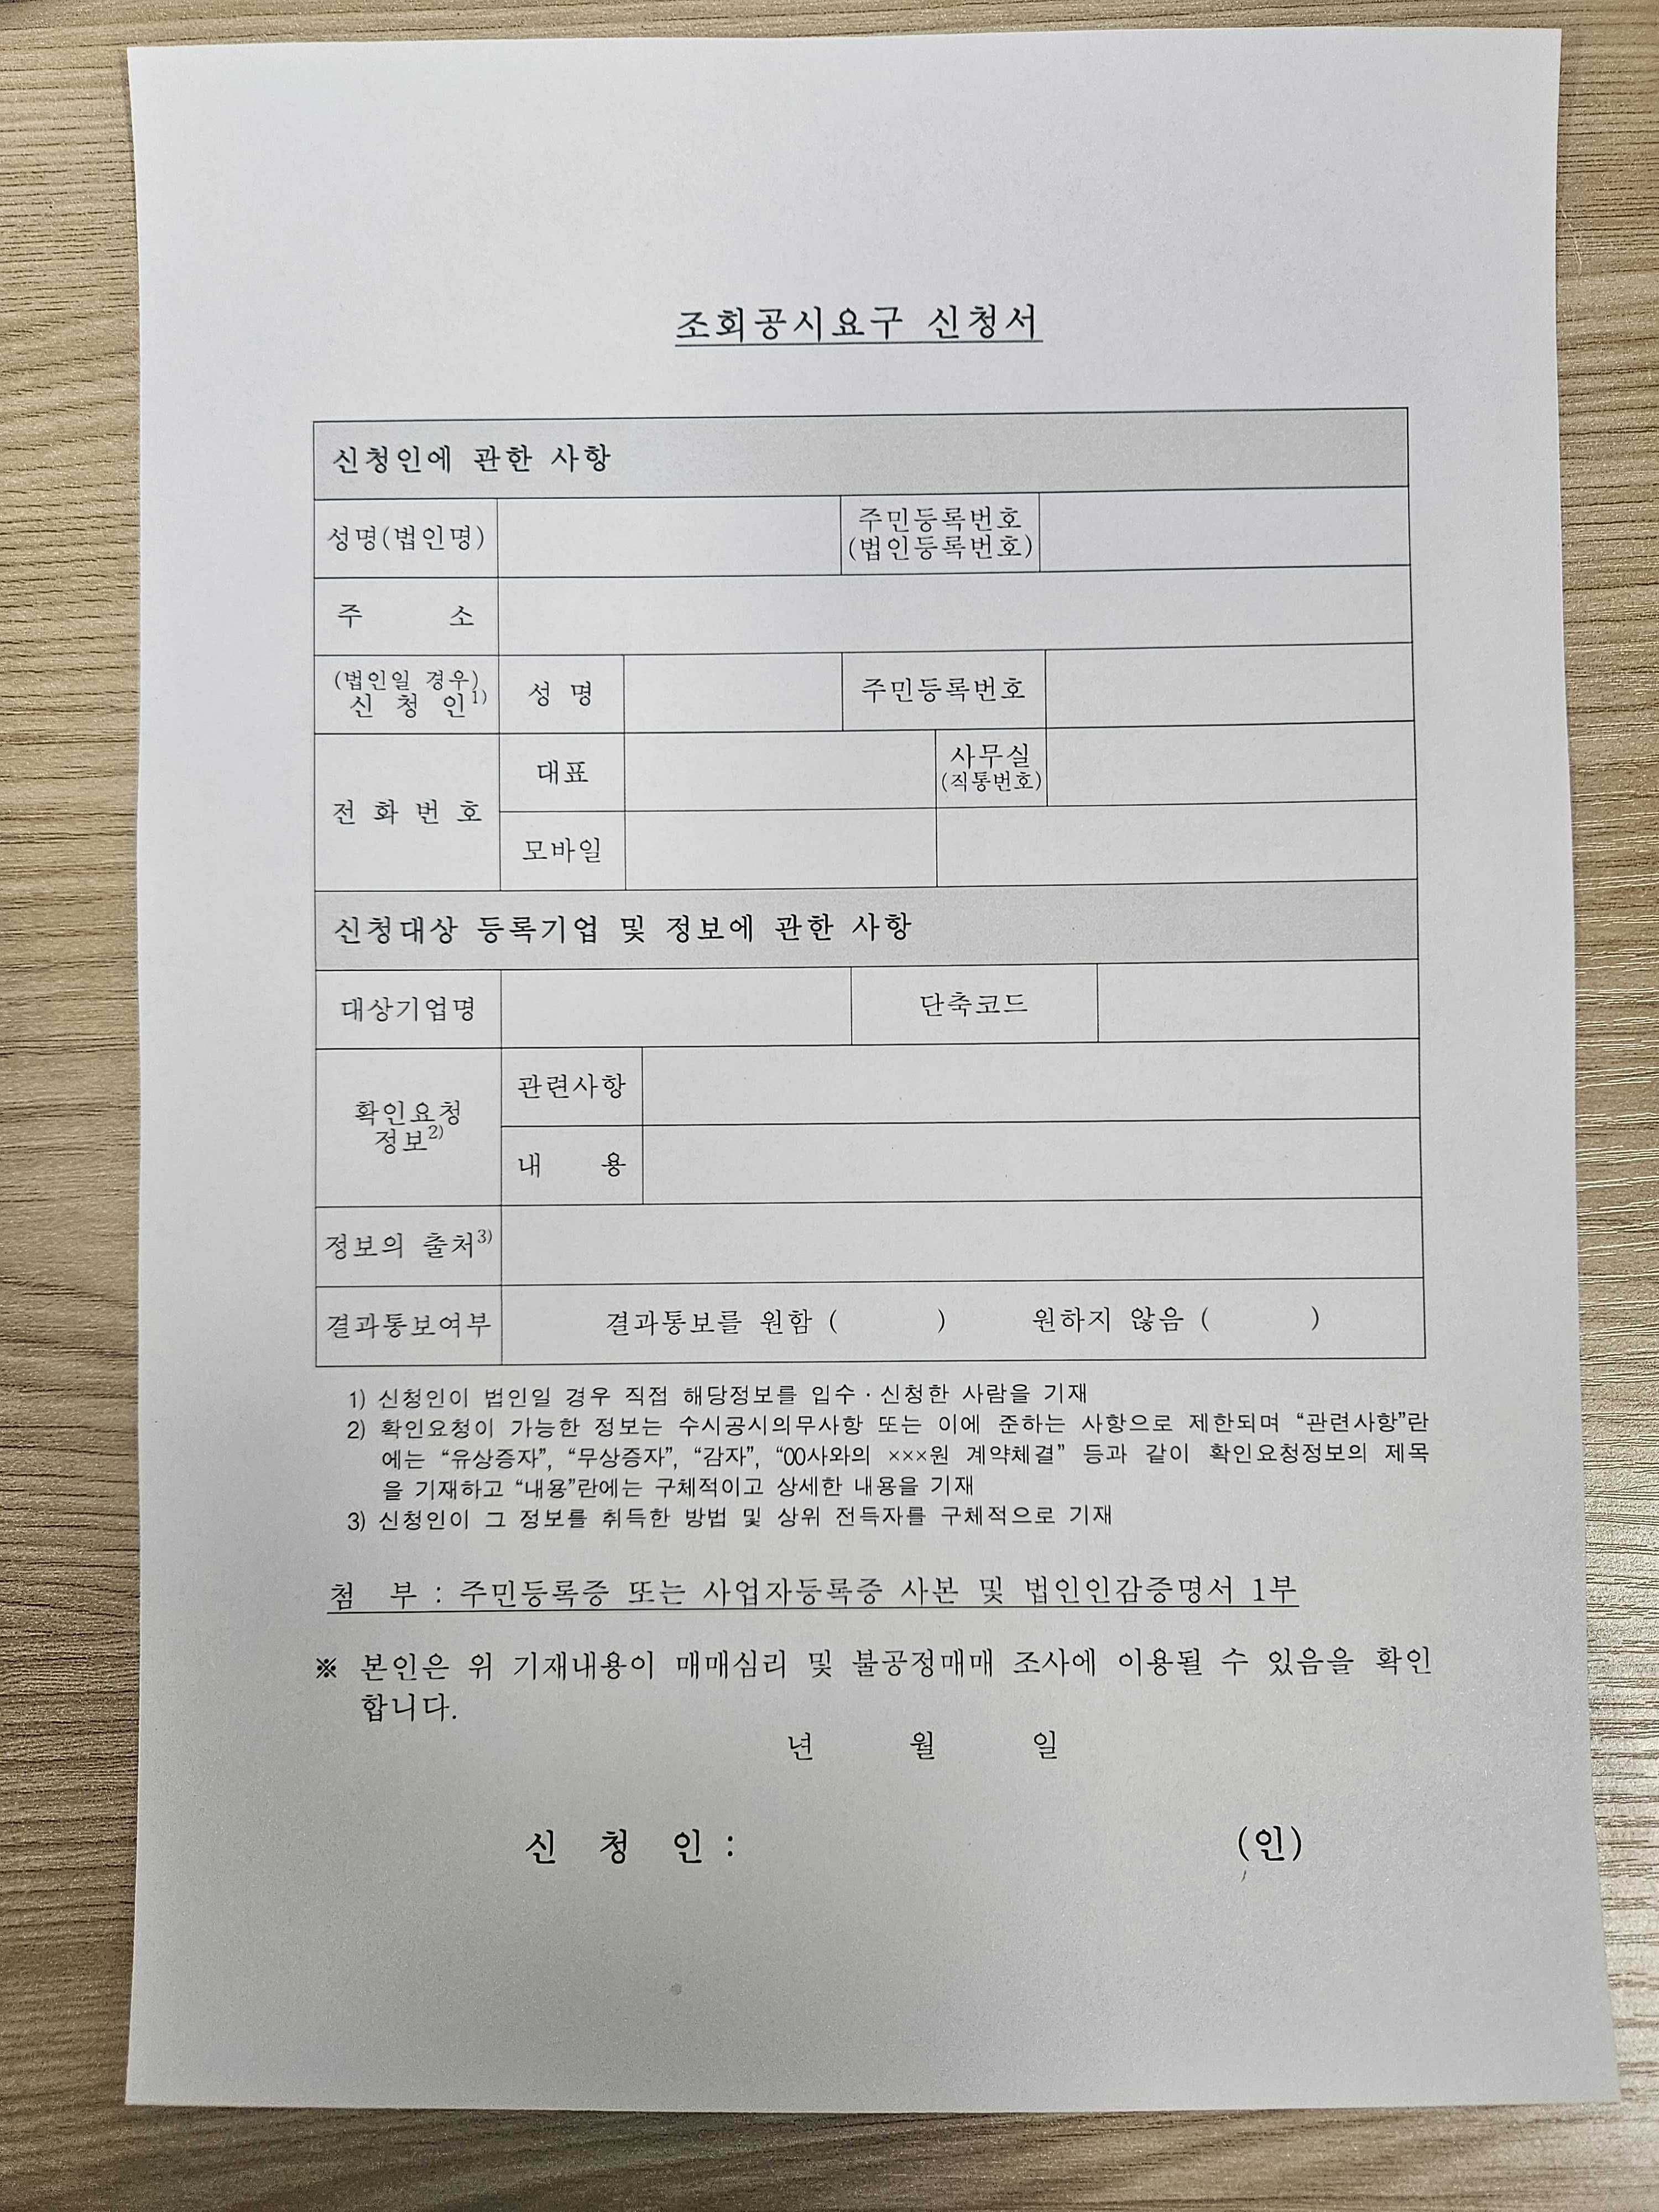 조회공시요구 신청서
신청인에 관한 사항
성명(법인명)
주민등록번호
(법인등록번호)
주 소
(법인일 경우)
신 청 인1)
성 명
주민등록번호
전 화 번 호
대표
사무실
(직통번호)
모바일
신청대상 등록기업 및 정보에 관한 사항
대상기업명
단축코드
확인요청
정보2)
관련사항
내 용
정보의 출처3)
결과통보여부
결과통보를 원함 ( ) 원하지 않음 ( )
1) 신청인이 법인일 경우 직접 해당정보를 입수·신청한 사람을 기재
2) 확인요청이 가능한 정보는 수시공시의무사항 또는 이에 준하는 사항으로 제한되며 “관련사항”란
에는 “유상증자”, “무상증자”, “감자”, “00사와의 ×××원 계약체결” 등과 같이 확인요청정보의 제목
을 기재하고 “내용”란에는 구체적이고 상세한 내용을 기재
3) 신청인이 그 정보를 취득한 방법 및 상위 전득자를 구체적으로 기재
첨 부 : 주민등록증 또는 사업자등록증 사본 및 법인인감증명서 1부
※ 본인은 위 기재내용이 매매심리 및 불공정매매 조사에 이용될 수 있음을 확인
합니다.
년 월 일
신 청 인 : (인)